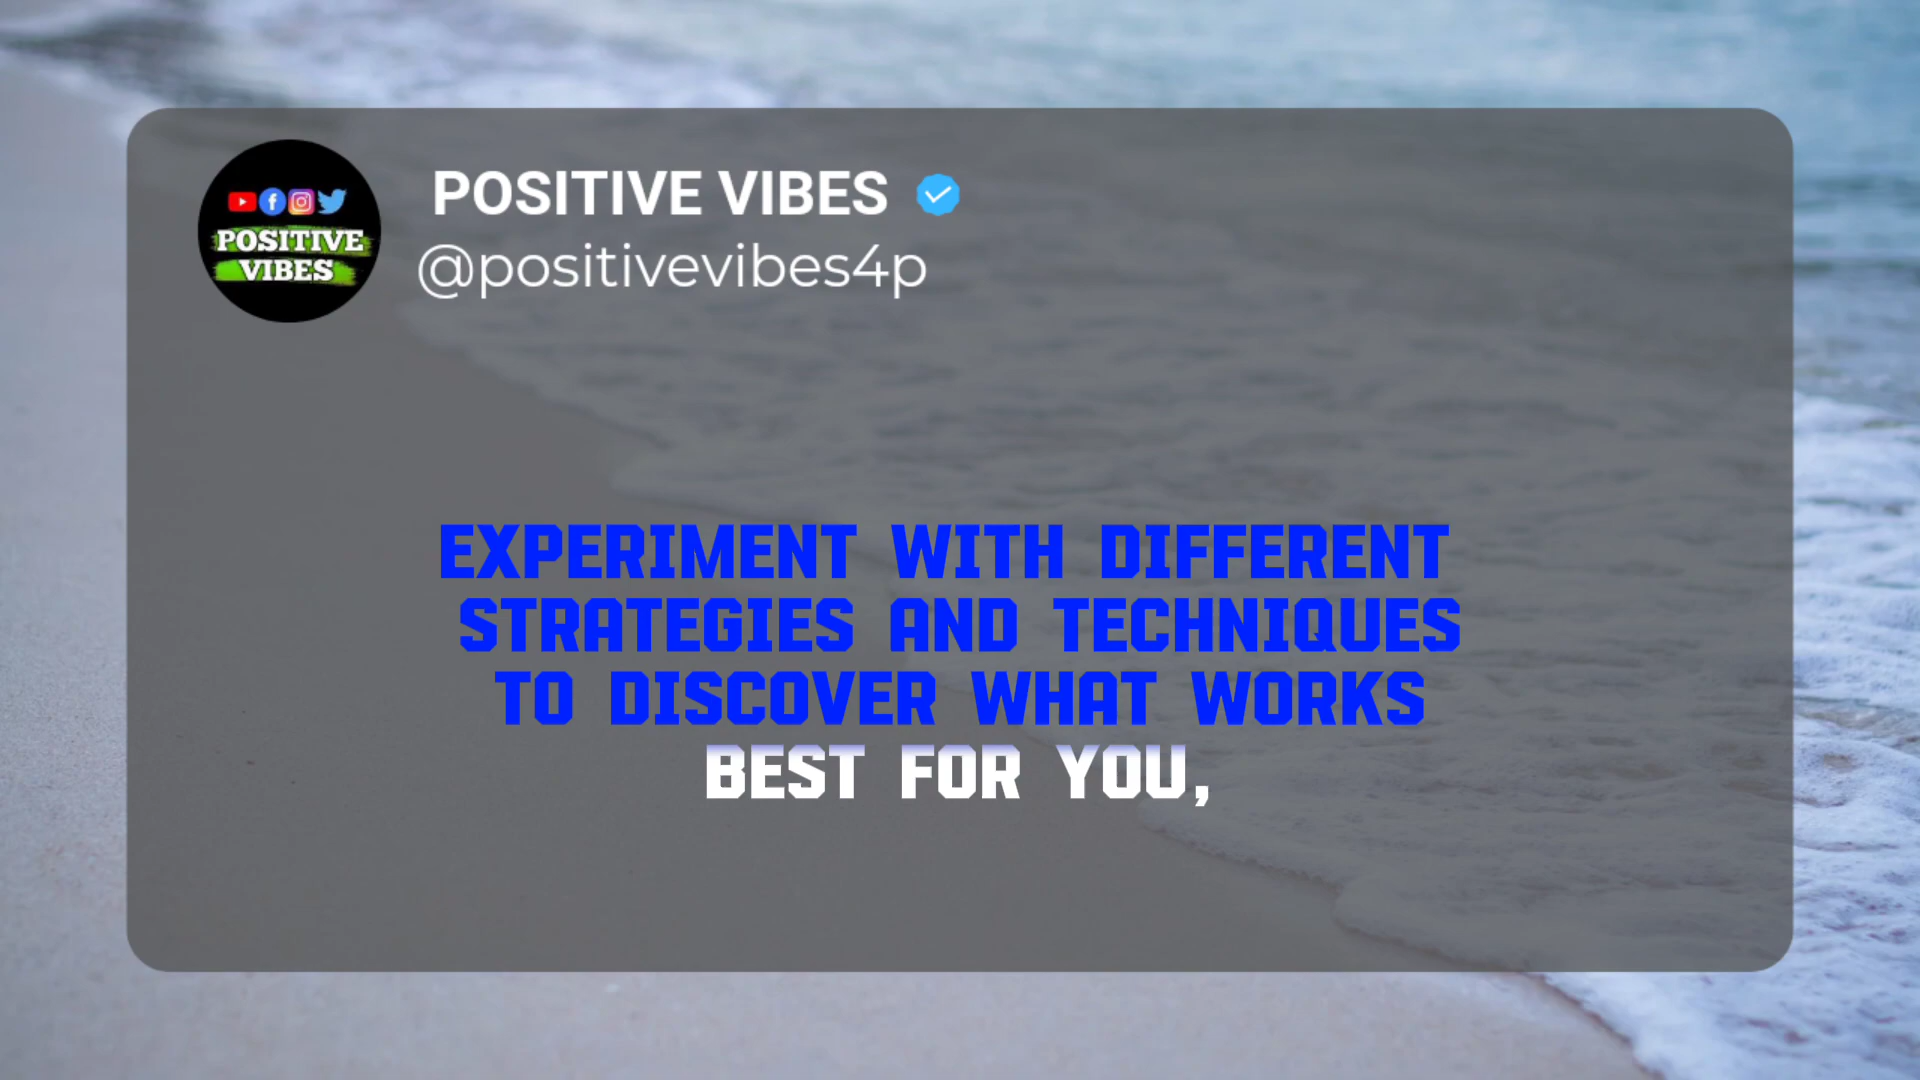 POSITIVE
VIBES
POSITIVE VIBES
@positivevibes4p
EXPERIMENT WITH DIFFERENT
STRATEGIES AND TECHNIQUES
TO DISCOVER WHAT WORKS
BEST FOR YOU,